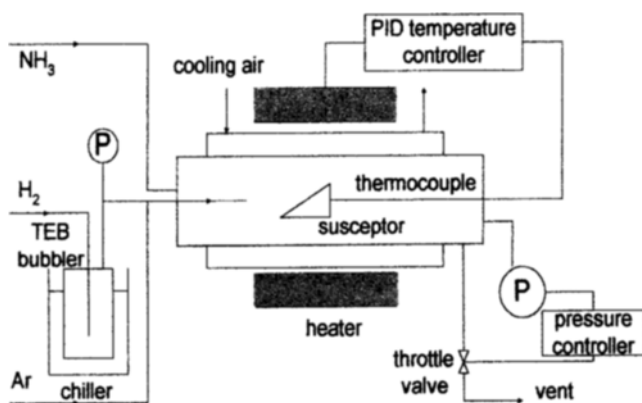 PID temperature
controller
NH₃
cooling air
P
thermocouple
H₂
TEB
bubbler
susceptor
P
pressure
controller
heater
throttle
valve
Ar
chiller
vent